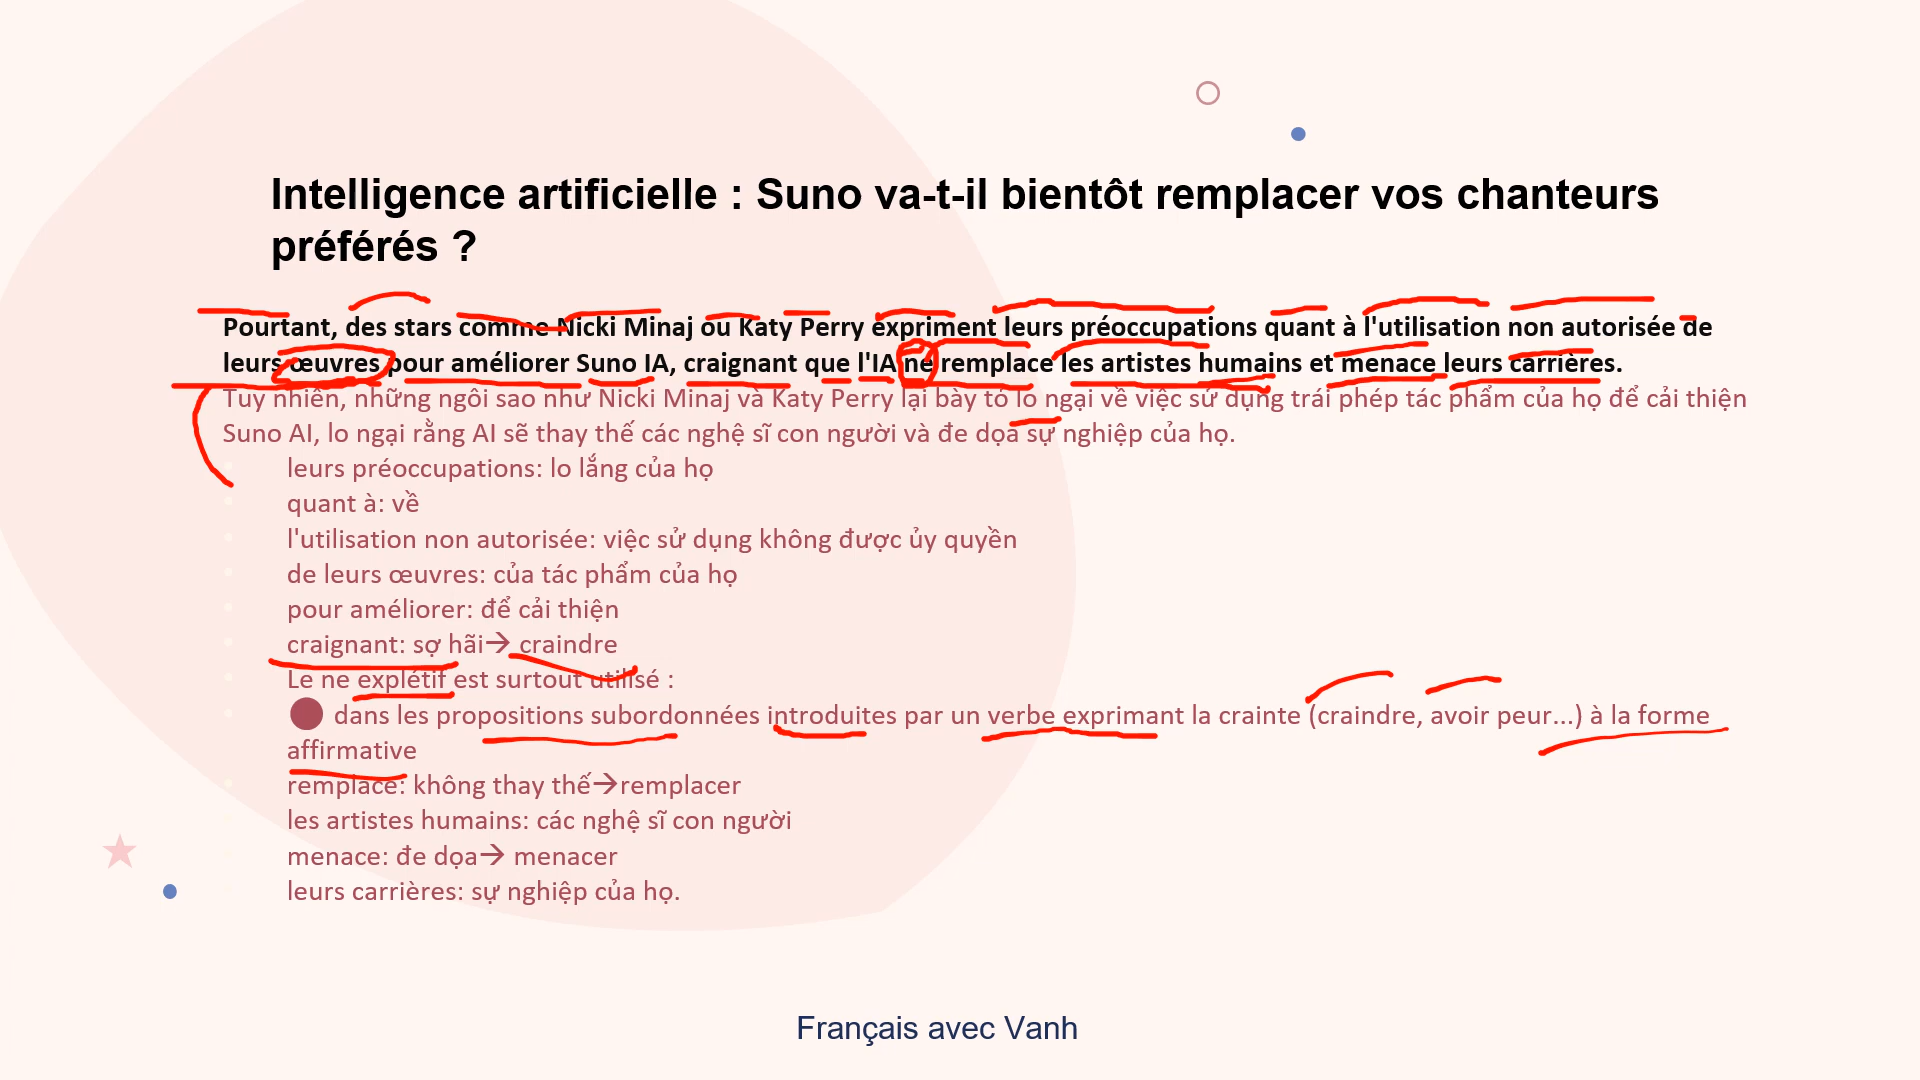 Intelligence artificielle : Suno va-t-il bientôt remplacer vos chanteurs
préférés ?
Pourtant, des stars comme Nicki Minaj ou Katy Perry expriment leurs préoccupations quant à l'utilisation non autorisée de
leurs œuvres pour améliorer Suno IA, craignant que l'IA ne remplace les artistes humains et menace leurs carrières.
Tuy nhiên, những ngôi sao như Nicki Minaj và Katy Perry lại bày tỏ lo ngại về việc sử dụng trái phép tác phẩm của họ để cải thiện
Suno AI, lo ngại rằng AI sẽ thay thế các nghệ sĩ con người và đe dọa sự nghiệp của họ.
leurs préoccupations: lo lắng của họ
quant à: về
l'utilisation non autorisée: việc sử dụng không được ủy quyền
de leurs œuvres: của tác phẩm của họ
pour améliorer: để cải thiện
craignant: sợ hãi→ craindre
Le ne explétif est surtout utilisé :
● dans les propositions subordonnées introduites par un verbe exprimant la crainte (craindre, avoir peur...) à la forme
affirmative
remplace: không thay thế→remplacer
les artistes humains: các nghệ sĩ con người
menace: đe dọa→ menacer
leurs carrières: sự nghiệp của họ.
Français avec Vanh